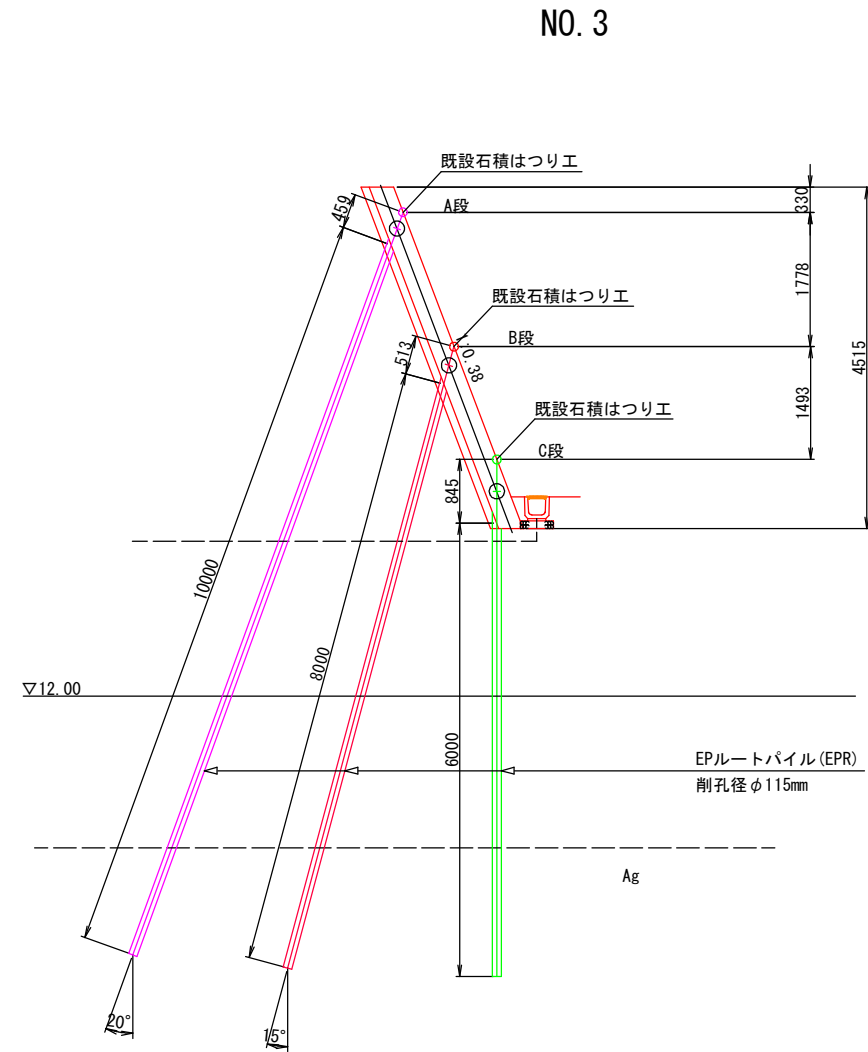 NO. 3
既設石積はつり工
459
A段
330
1778
既設石積はつり工
B段
1:0.38
513
4515
1493
既設石積はつり工
C段
845
10000
8000
▽12.00
6000
EPルートパイル(EPR)
削孔径φ115mm
Ag
20°
15°